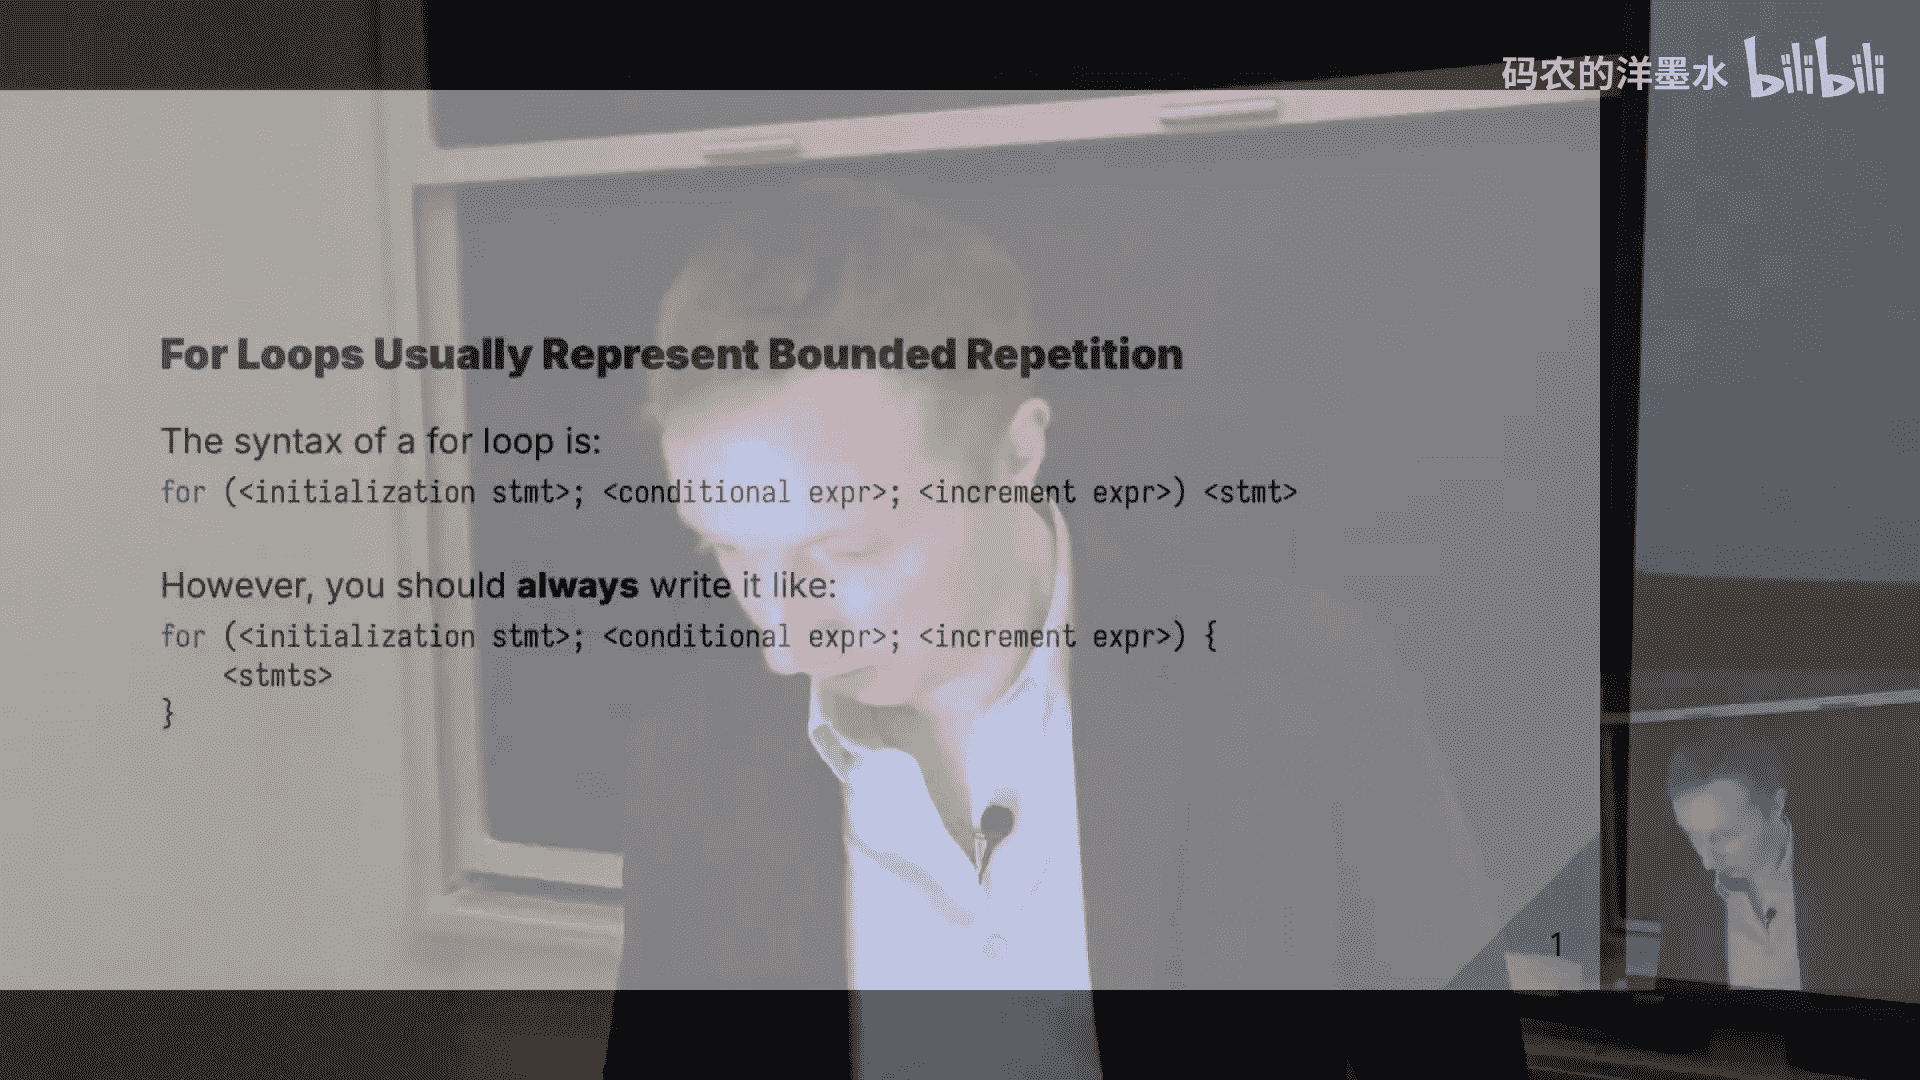 码农的洋墨水 bilibili
For Loops Usually Represent Bounded Repetition
The syntax of a for loop is:
for (<initialization stmt>; <conditional expr>; <increment expr>) <stmt>
However, you should always write it like:
for (<initialization stmt>; <conditional expr>; <increment expr>) {
<stmts>
}
1